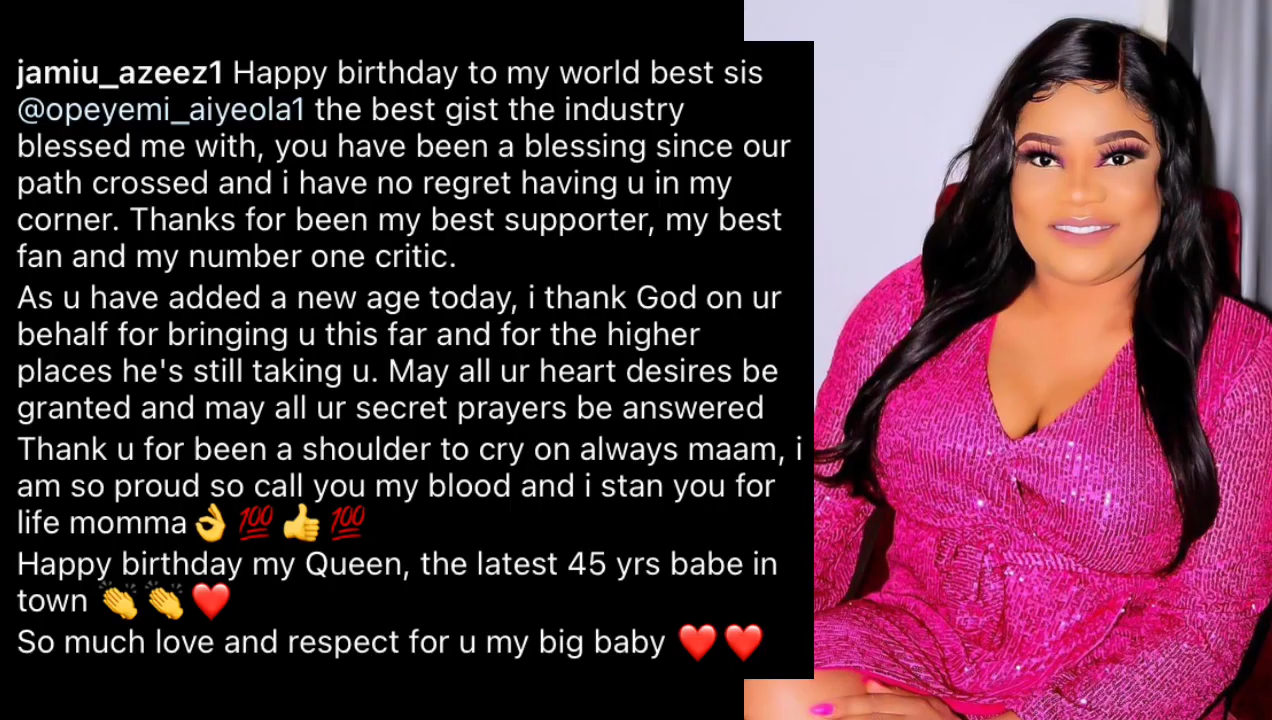 jamiu_azeez1 Happy birthday to my world best sis
@opeyemi_aiyeola1 the best gist the industry
blessed me with, you have been a blessing since our
path crossed and i have no regret having u in my
corner. Thanks for been my best supporter, my best
fan and my number one critic.
As u have added a new age today, i thank God on ur
behalf for bringing u this far and for the higher
places he's still taking u. May all ur heart desires be
granted and may all ur secret prayers be answered
Thank u for been a shoulder to cry on always maam, i
am so proud so call you my blood and i stan you for
life momma👌💯👍💯
Happy birthday my Queen, the latest 45 yrs babe in
town 👏👏❤️
So much love and respect for u my big baby ❤️❤️